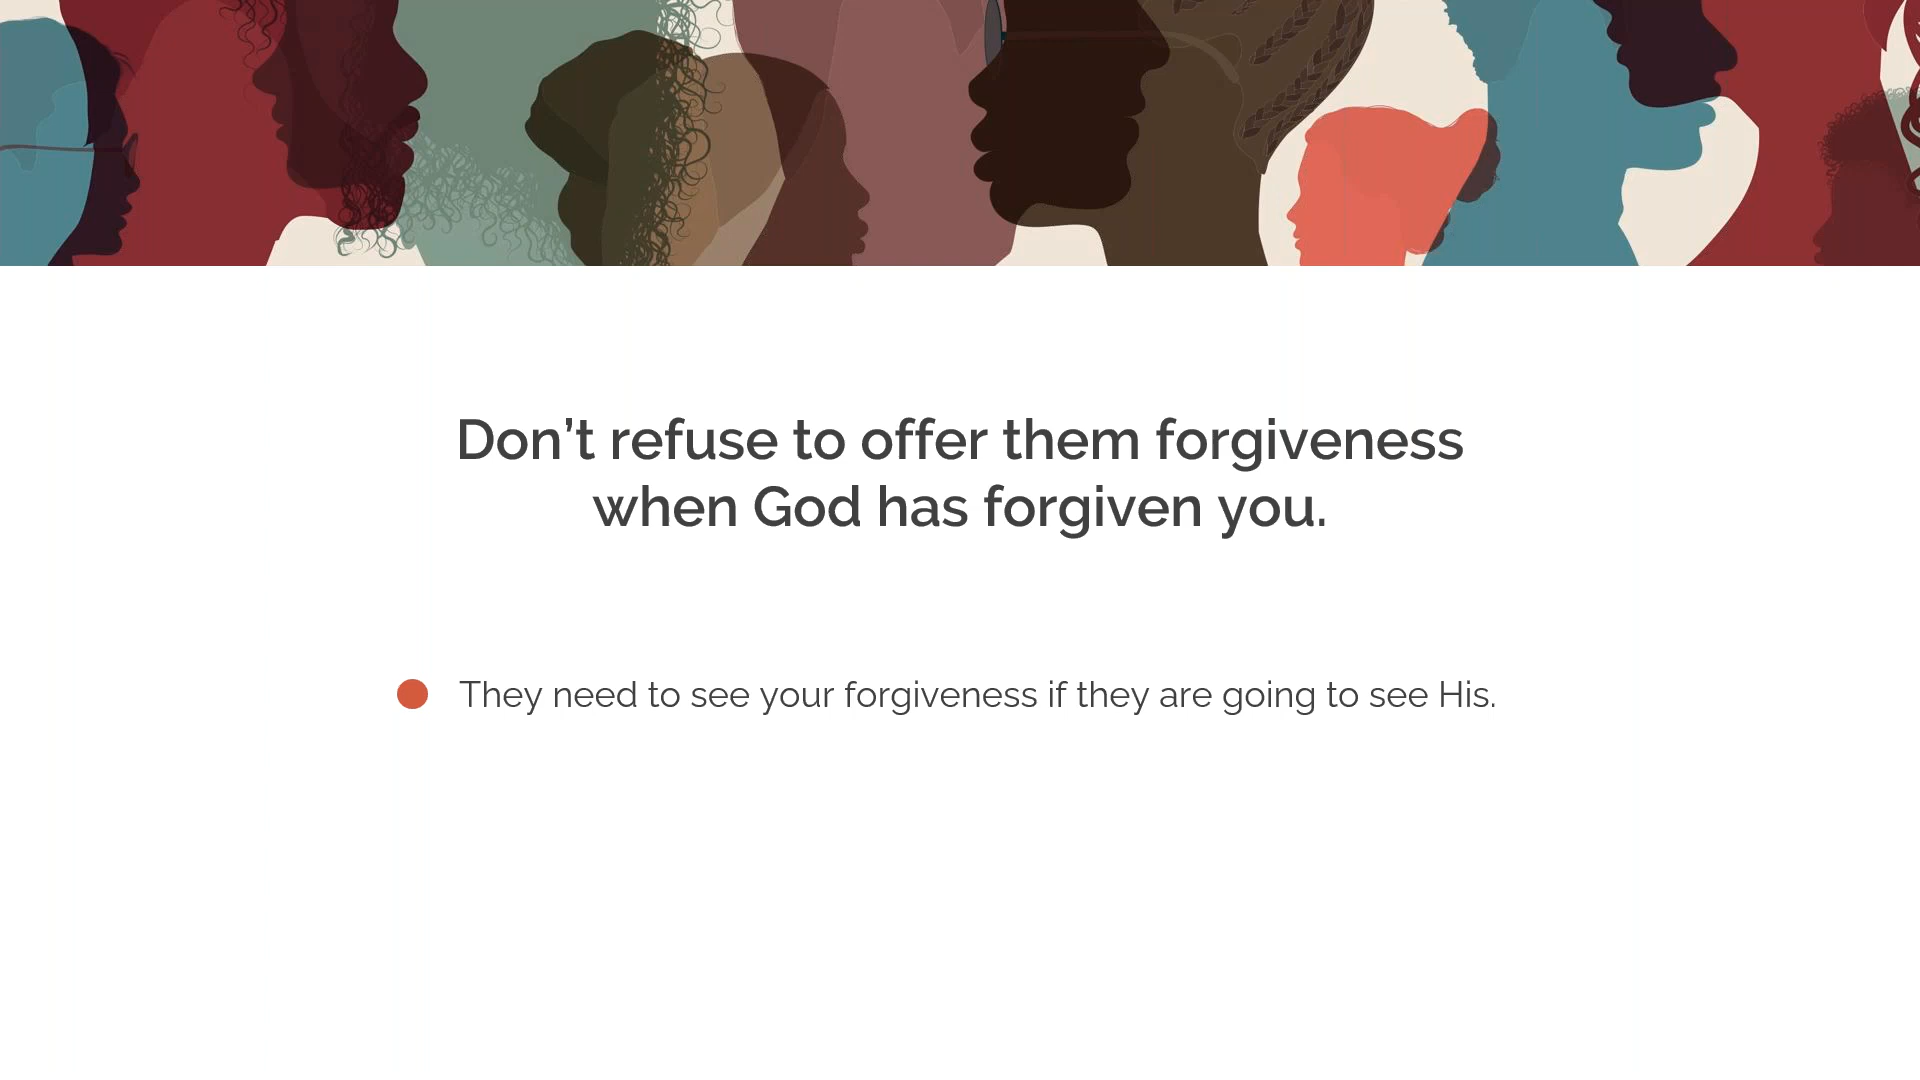 Don’t refuse to offer them forgiveness
when God has forgiven you.
They need to see your forgiveness if they are going to see His.